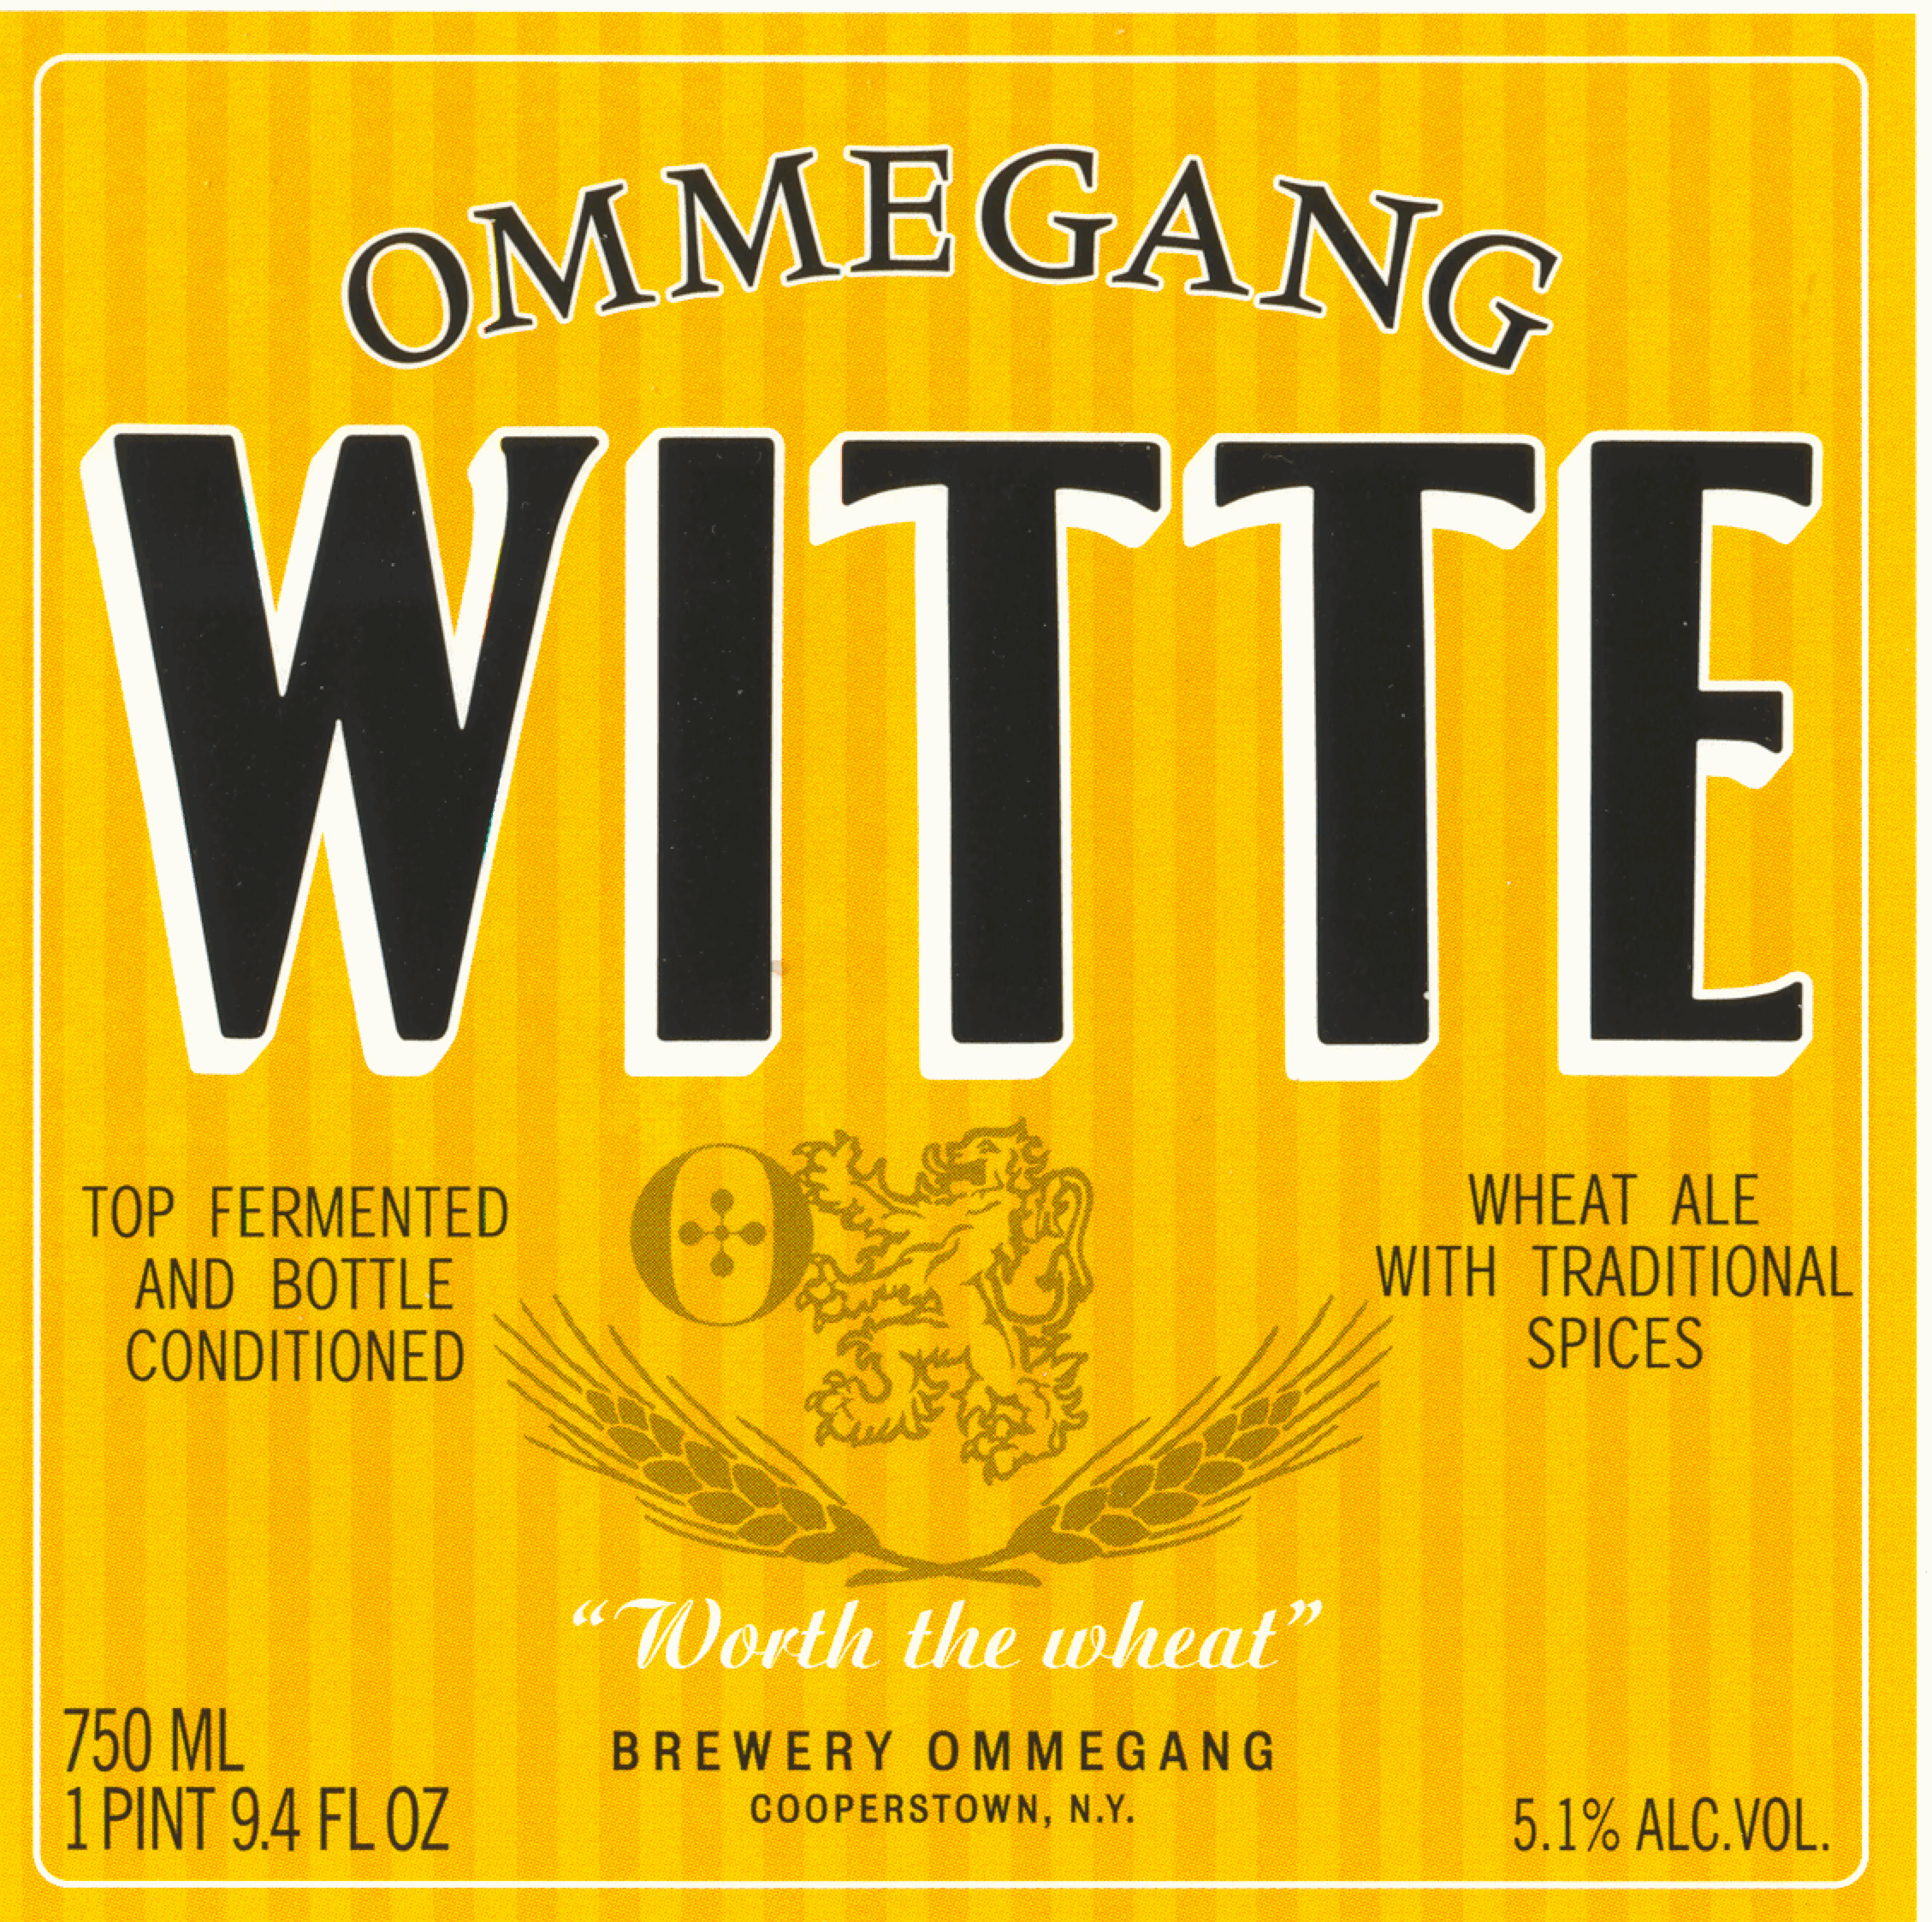 OMMEGANG
WITTE
TOP FERMENTED
AND BOTTLE
CONDITIONED
WHEAT ALE
WITH TRADITIONAL
SPICES
O
“Worth the wheat”
750 ML
1 PINT 9.4 FL OZ
BREWERY OMMEGANG
COOPERSTOWN, N.Y.
5.1% ALC.VOL.